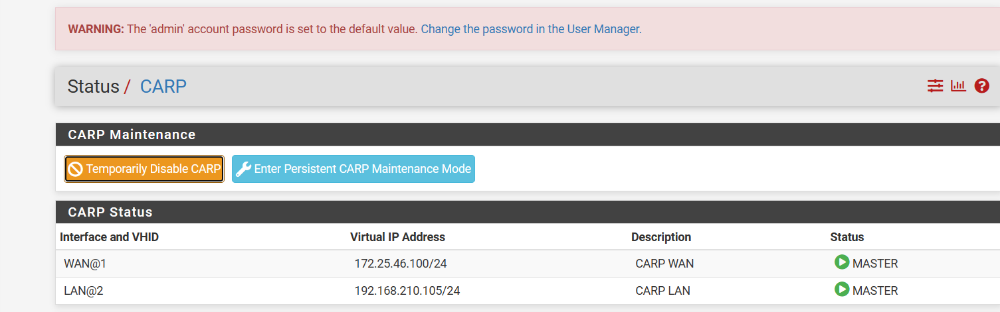 WARNING: The 'admin' account password is set to the default value. Change the password in the User Manager.
Status / CARP
CARP Maintenance
Temporarily Disable CARP Enter Persistent CARP Maintenance Mode
CARP Status
Interface and VHID Virtual IP Address Description Status
WAN@1 172.25.46.100/24 CARP WAN MASTER
LAN@2 192.168.210.105/24 CARP LAN MASTER